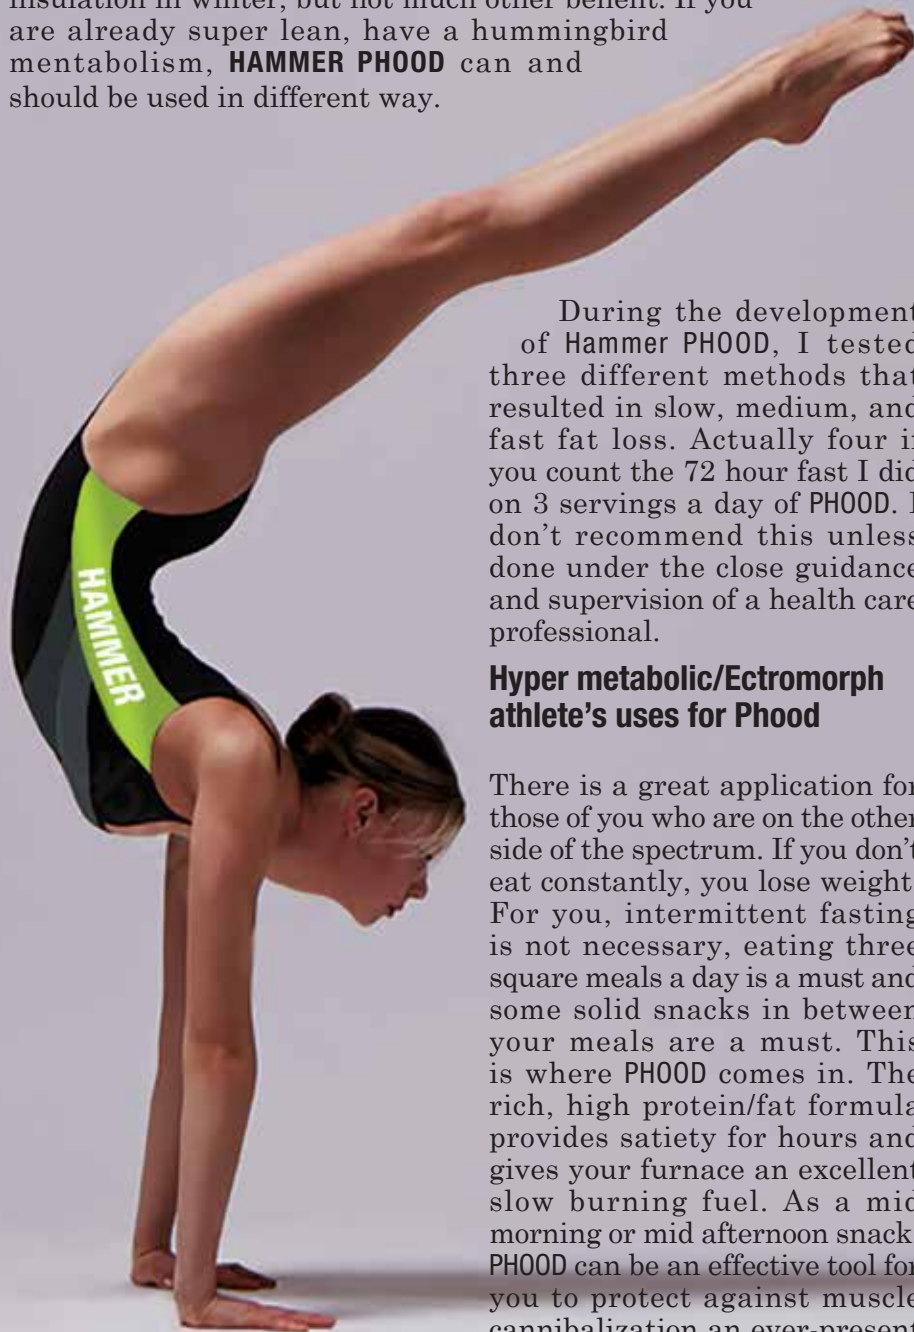 insulation in winter, but not much other benefit. If you
are already super lean, have a hummingbird
mentabolism, HAMMER PHOOD can and
should be used in different way.
During the development
of Hammer PHOOD, I tested
three different methods that
resulted in slow, medium, and
fast fat loss. Actually four if
you count the 72 hour fast I did
on 3 servings a day of PHOOD. I
don't recommend this unless
done under the close guidance
and supervision of a health care
professional.
Hyper metabolic/Ectromorph
athlete's uses for Phood
There is a great application for
those of you who are on the other
side of the spectrum. If you don't
eat constantly, you lose weight.
For you, intermittent fasting
is not necessary, eating three
square meals a day is a must and
some solid snacks in between
your meals are a must. This
is where PHOOD comes in. The
rich, high protein/fat formula
provides satiety for hours and
gives your furnace an excellent
slow burning fuel. As a mid
morning or mid afternoon snack
PHOOD can be an effective tool for
you to protect against muscle
cannibalization an ever-present
HAMMER